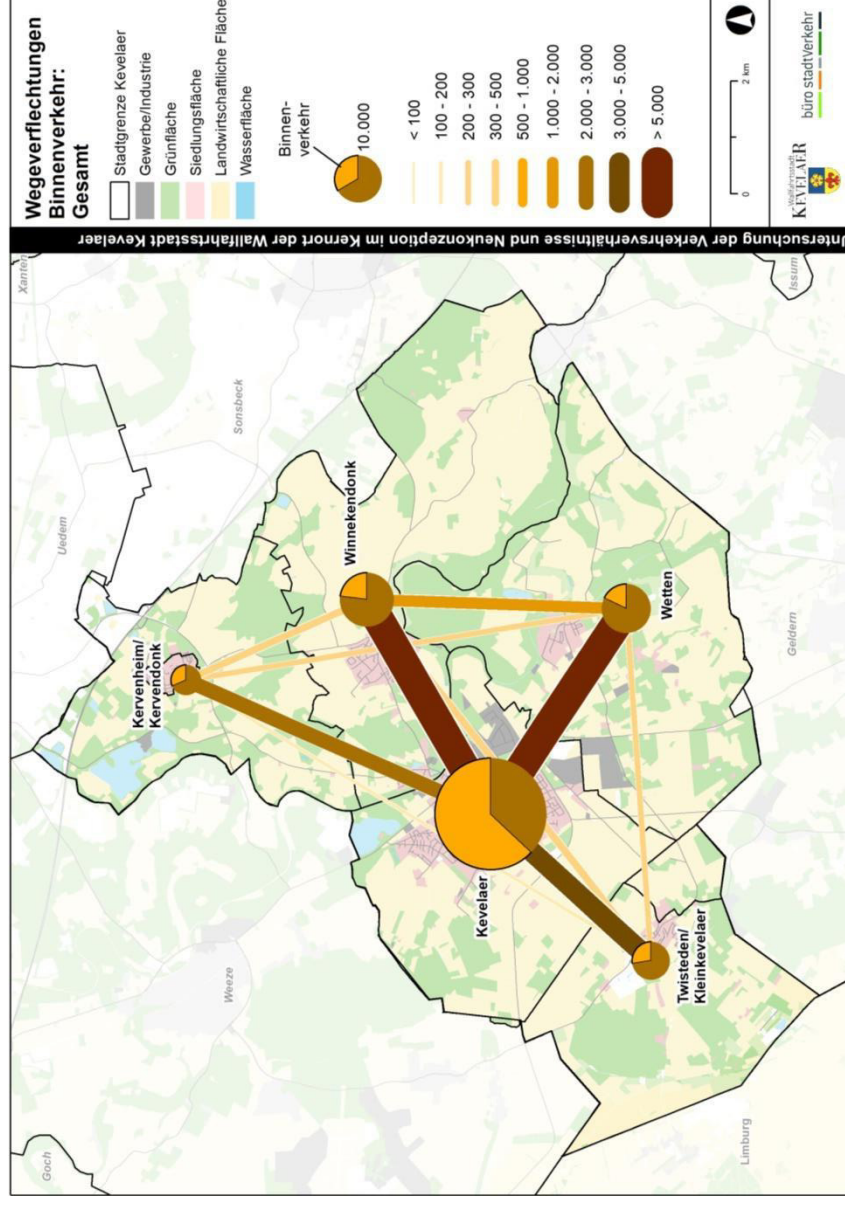 Wegeverflechtungen
Binnenverkehr:
Gesamt
Stadtgrenze Kevelaer
Gewerbe/Industrie
Grünfläche
Siedlungsfläche
Landwirtschaftliche Fläche
Wasserfläche
Binnen-
verkehr
10.000
< 100
100 - 200
200 - 300
300 - 500
500 - 1.000
1.000 - 2.000
2.000 - 3.000
3.000 - 5.000
> 5.000
0
2 km
Wallfahrtsstadt
KEVELAER
büro stadtVerkehr
Untersuchung der Verkehrsverhältnisse und Neukonzeption im Kernort der Wallfahrtsstadt Kevelaer
Xanten
Uedem
Sonsbeck
Goch
Weeze
Kervenheim/
Kervendonk
Winnekendonk
Kevelaer
Wetten
Twisteden/
Kleinkevelaer
Geldern
Issum
Limburg